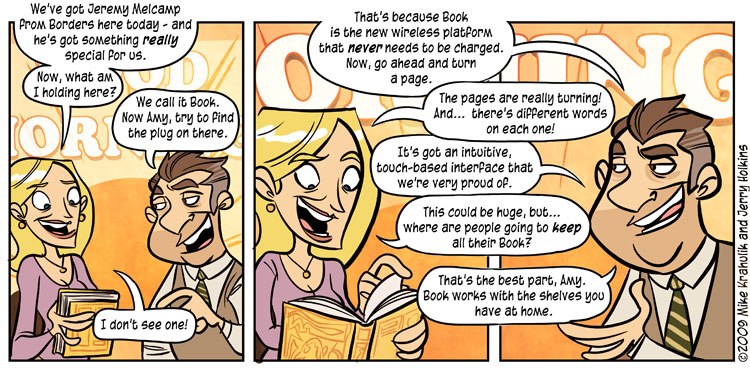 We've got Jeremy Melcamp
from Borders here today - and
he's got something really
special for us.
Now, what am
I holding here?
We call it Book.
Now Amy, try to find
the plug on there.
I don't see one!
That's because Book
is the new wireless platform
that never needs to be charged.
Now, go ahead and turn
a page.
The pages are really turning!
And... there's different words
on each one!
It's got an intuitive,
touch-based interface that
we're very proud of.
This could be huge, but...
where are people going to keep
all their Book?
That's the best part, Amy.
Book works with the shelves you
have at home.
©2009 Mike Krahulik and Jerry Holkins